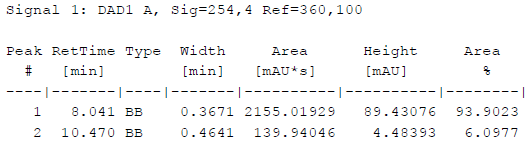 Signal 1: DAD1 A, Sig=254,4 Ref=360,100
Peak RetTime Type  Width     Area      Height     Area
  #   [min]        [min]   [mAU*s]     [mAU]        %
----|-------|----|-------|----------|----------|--------|
   1   8.041 BB    0.3671 2155.01929   89.43076  93.9023
   2  10.470 BB    0.4641  139.94046    4.48393   6.0977